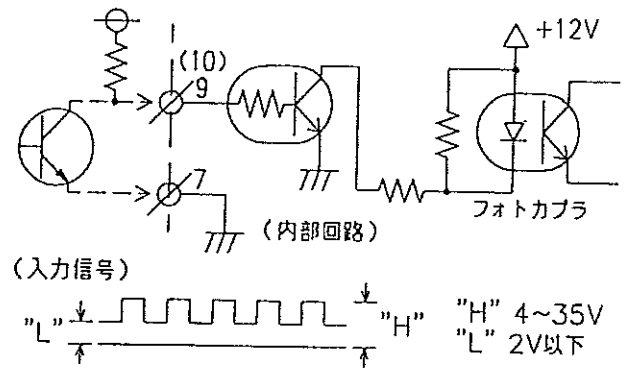 +12V
(10)
9
7
(内部回路)
フォトカプラ
(入力信号)
"L"
"H"
"H" 4~35V
"L" 2V以下